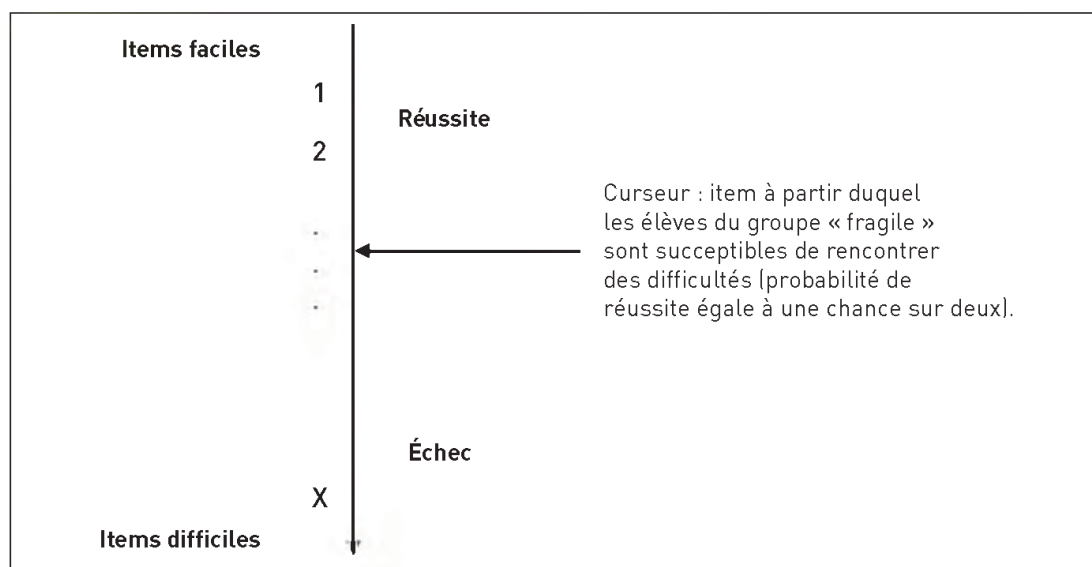 Items faciles
1
Réussite
2
Curseur : item à partir duquel
les élèves du groupe « fragile »
sont susceptibles de rencontrer
des difficultés (probabilité de
réussite égale à une chance sur deux).
.
.
.
Échec
X
Items difficiles